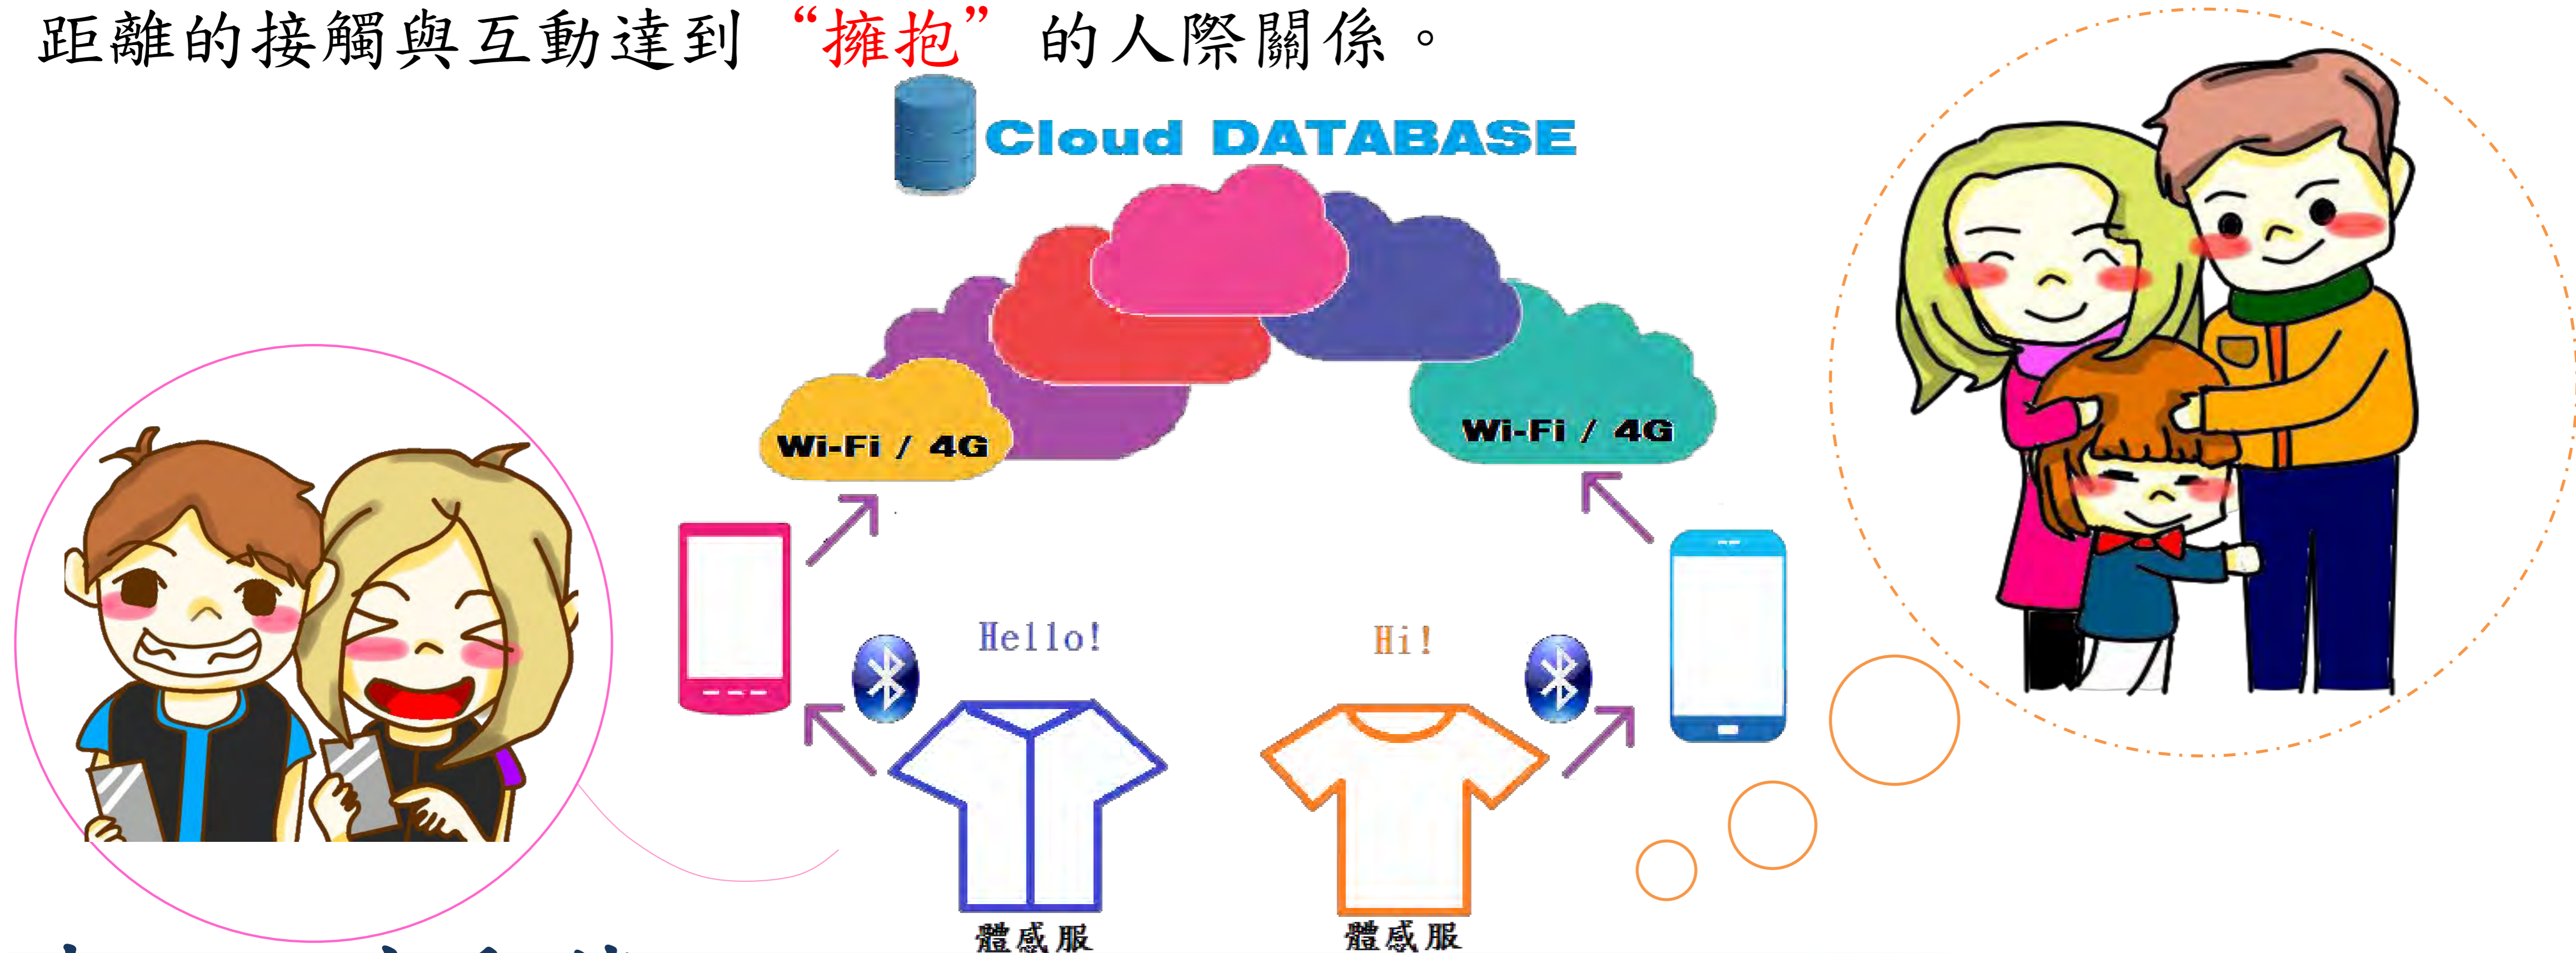 距離的接觸與互動達到“擁抱”的人際關係。
Cloud DATABASE
Wi-Fi / 4G
Wi-Fi / 4G
Hello!
Hi!
體感服
體感服